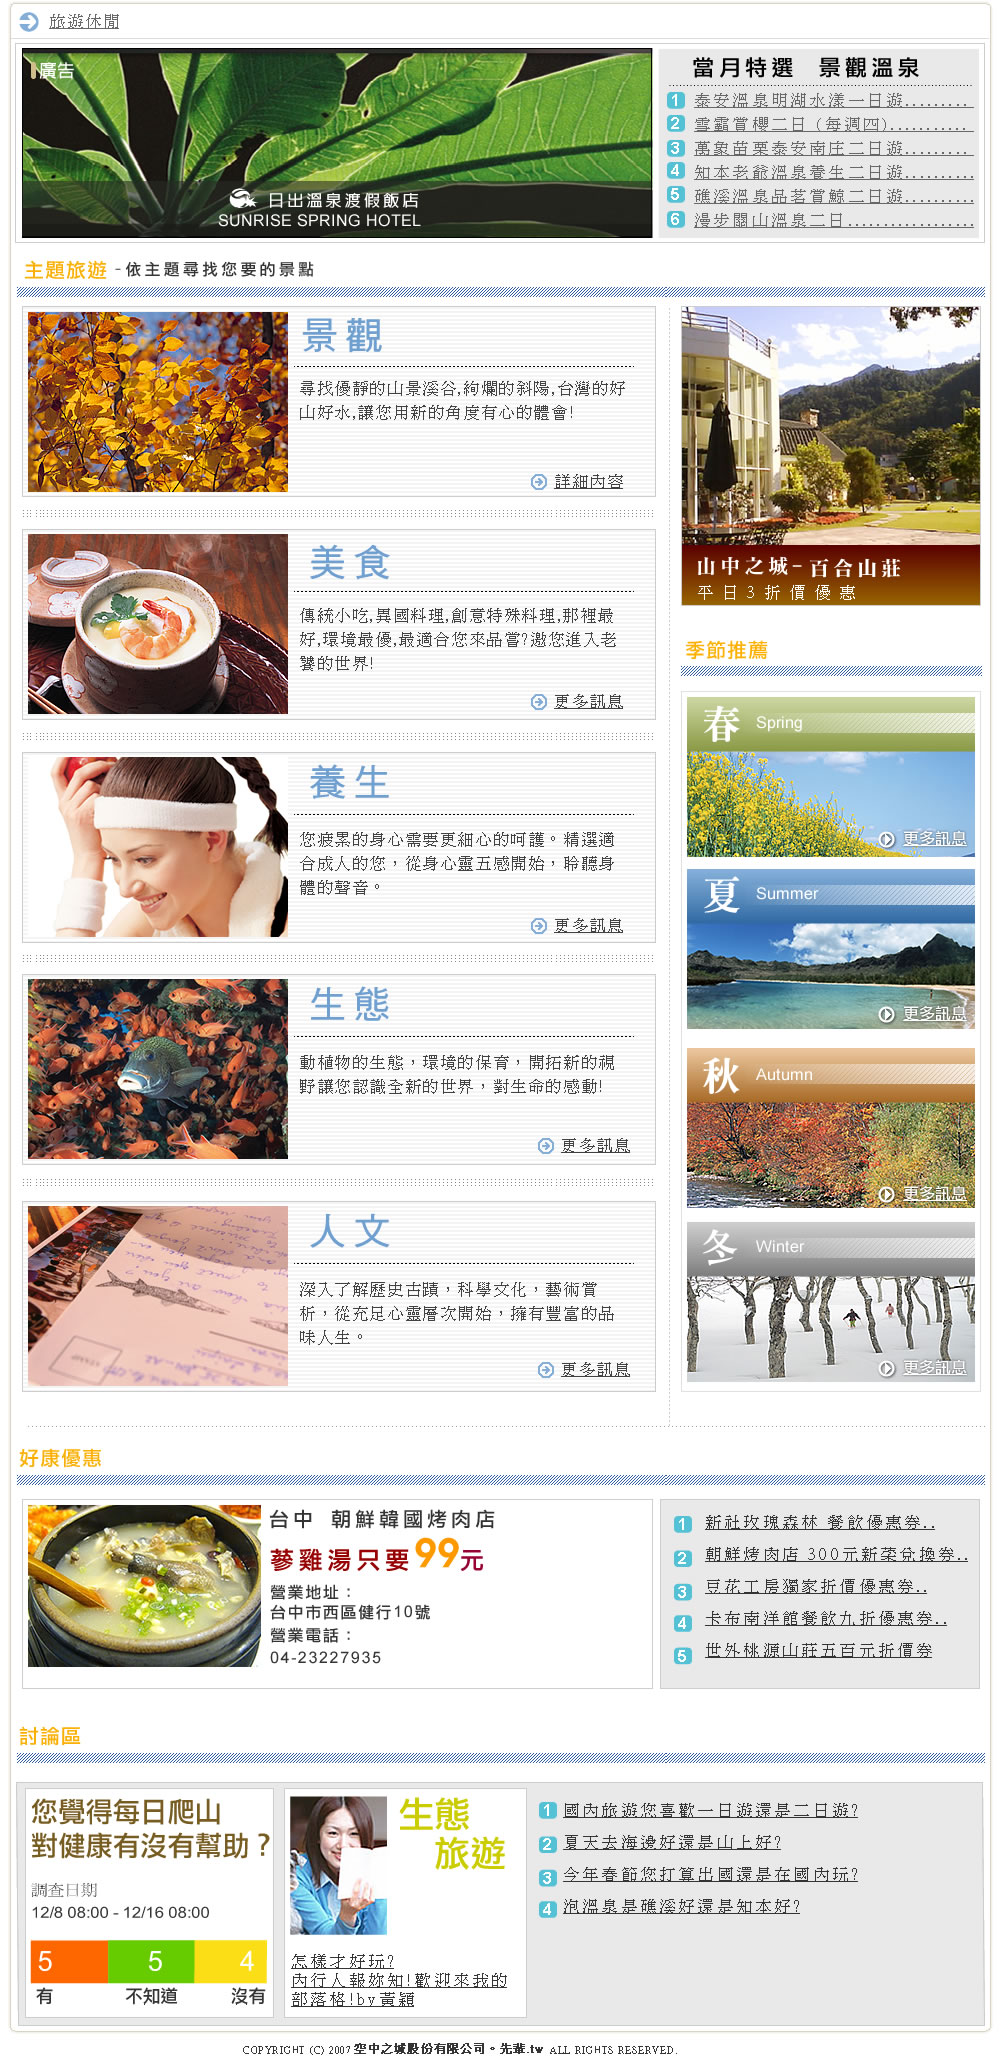 旅遊休閒
廣告
日出溫泉渡假飯店
SUNRISE SPRING HOTEL
當月特選 景觀溫泉
1 泰安溫泉明湖水漾一日遊.........
2 雪霸賞櫻二日 (每週四)...........
3 萬象苗栗泰安南庄二日遊.........
4 知本老爺溫泉養生二日遊..........
5 礁溪溫泉品茗賞鯨二日遊..........
6 漫步關山溫泉二日..................
主題旅遊 -依主題尋找您要的景點
景觀
尋找優靜的山景溪谷,絢爛的斜陽,台灣的好
山好水,讓您用新的角度有心的體會!
詳細內容
美食
傳統小吃,異國料理,創意特殊料理,那裡最
好,環境最優,最適合您來品嘗?邀您進入老
饕的世界!
更多訊息
養生
您疲累的身心需要更細心的呵護。精選適
合成人的您，從身心靈五感開始，聆聽身
體的聲音。
更多訊息
生態
動植物的生態，環境的保育，開拓新的視
野讓您認識全新的世界，對生命的感動!
更多訊息
人文
深入了解歷史古蹟，科學文化，藝術賞
析，從充足心靈層次開始，擁有豐富的品
味人生。
更多訊息
山中之城-百合山莊
平日3折價優惠
季節推薦
春 Spring
更多訊息
夏 Summer
更多訊息
秋 Autumn
更多訊息
冬 Winter
更多訊息
好康優惠
台中 朝鮮韓國烤肉店
蔘雞湯只要99元
營業地址：
台中市西區健行10號
營業電話：
04-23227935
1 新社玫瑰森林 餐飲優惠券..
2 朝鮮烤肉店 300元新菜兌換券..
3 豆花工房獨家折價優惠券..
4 卡布南洋館餐飲九折優惠券..
5 世外桃源山莊五百元折價券
討論區
您覺得每日爬山
對健康有沒有幫助？
調查日期
12/8 08:00 - 12/16 08:00
5 5 4
有 不知道 沒有
生態
旅遊
怎樣才好玩?
內行人報妳知!歡迎來我的
部落格!by黃穎
1 國內旅遊您喜歡一日遊還是二日遊?
2 夏天去海邊好還是山上好?
3 今年春節您打算出國還是在國內玩?
4 泡溫泉是礁溪好還是知本好?
COPYRIGHT (C) 2007 空中之城股份有限公司。先輩.tw ALL RIGHTS RESERVED.